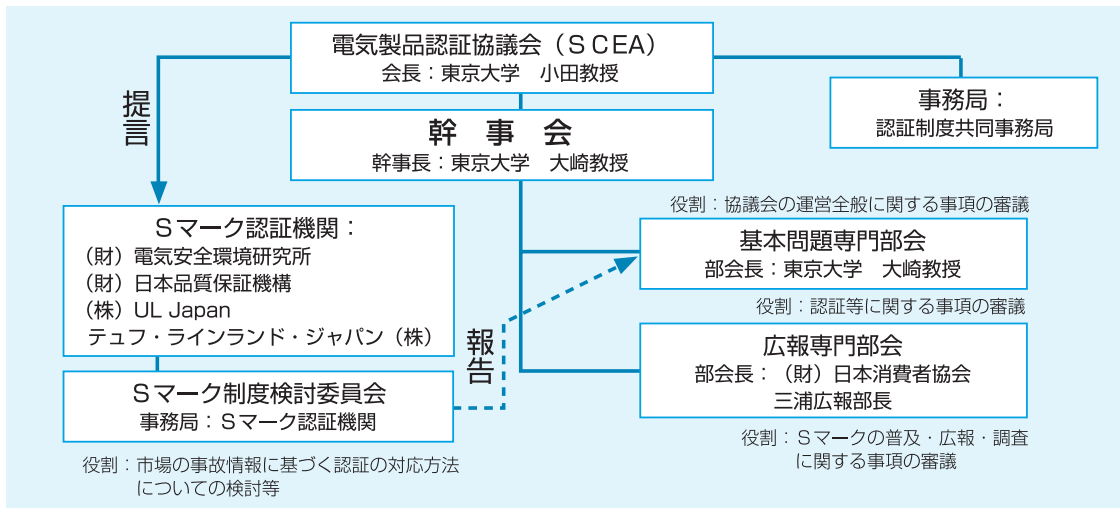 電気製品認証協議会（ＳＣＥＡ）
会長：東京大学　小田教授
事務局：
認証制度共同事務局
提言
幹　事　会
幹事長：東京大学　大崎教授
Ｓマーク認証機関：
（財）電気安全環境研究所
（財）日本品質保証機構
（株）UL Japan
テュフ・ラインランド・ジャパン（株）
Ｓマーク制度検討委員会
事務局：Ｓマーク認証機関
役割：市場の事故情報に基づく認証の対応方法
についての検討等
報告
役割：協議会の運営全般に関する事項の審議
基本問題専門部会
部会長：東京大学　大崎教授
役割：認証等に関する事項の審議
広報専門部会
部会長：（財）日本消費者協会
三浦広報部長
役割：Ｓマークの普及・広報・調査
に関する事項の審議